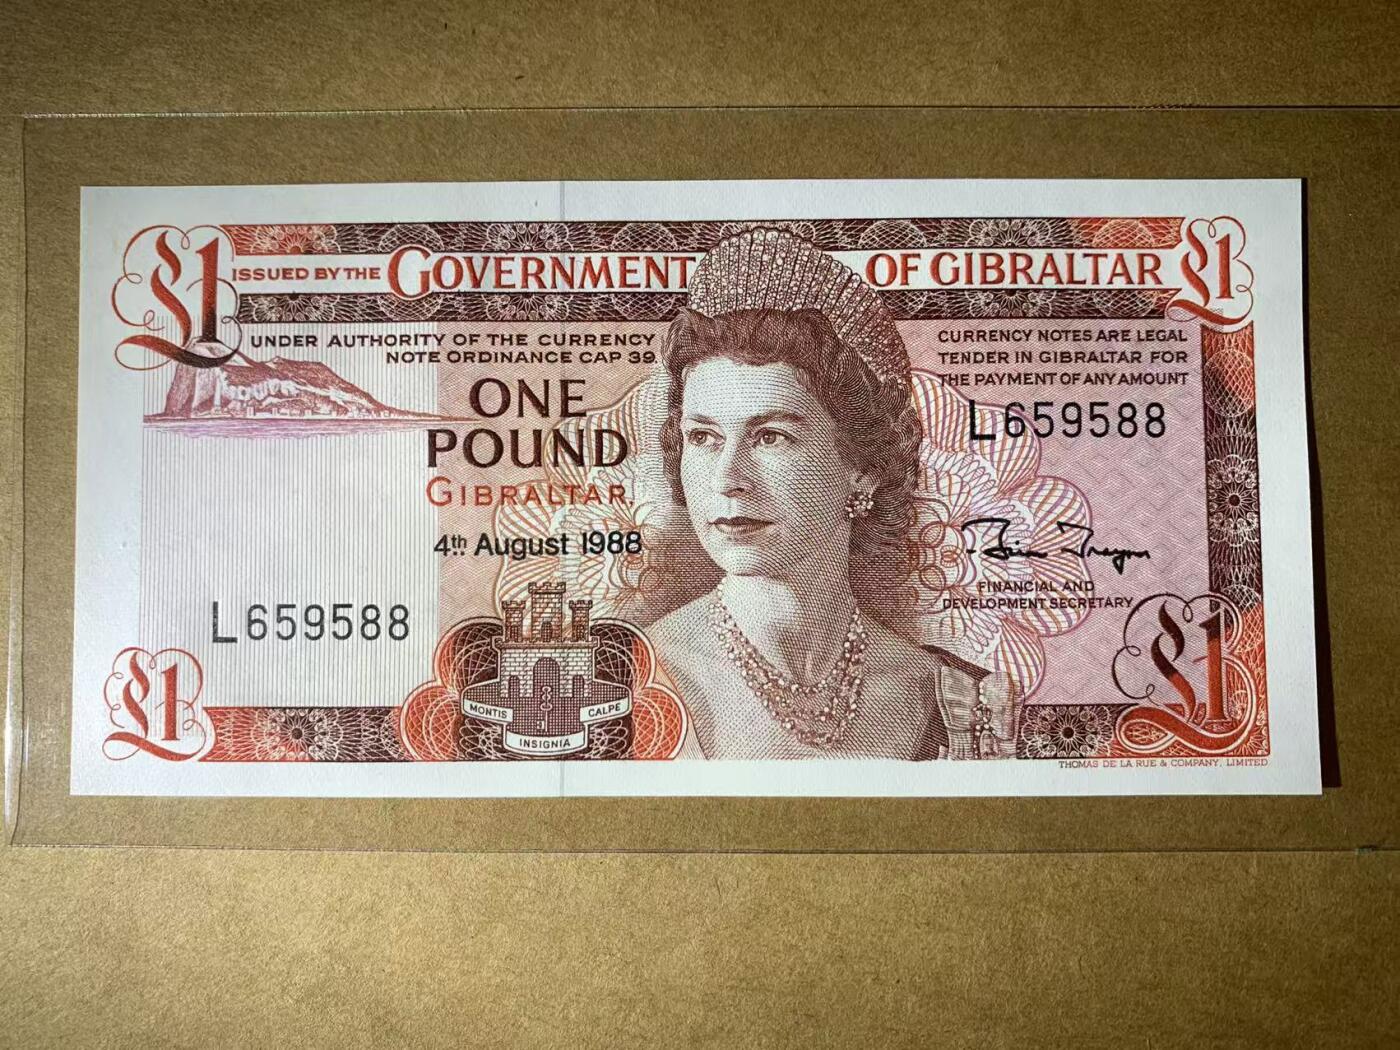 £1 ISSUED BY THE GOVERNMENT OF GIBRALTAR £1
UNDER AUTHORITY OF THE CURRENCY
NOTE ORDINANCE CAP 39.
CURRENCY NOTES ARE LEGAL
TENDER IN GIBRALTAR FOR
THE PAYMENT OF ANY AMOUNT
ONE
POUND
GIBRALTAR,
4th August 1988
L659588
FINANCIAL AND
DEVELOPMENT SECRETARY
L659588
£1
MONTIS
INSIGNIA
CALPE
£1
THOMAS DE LA RUE & COMPANY, LIMITED